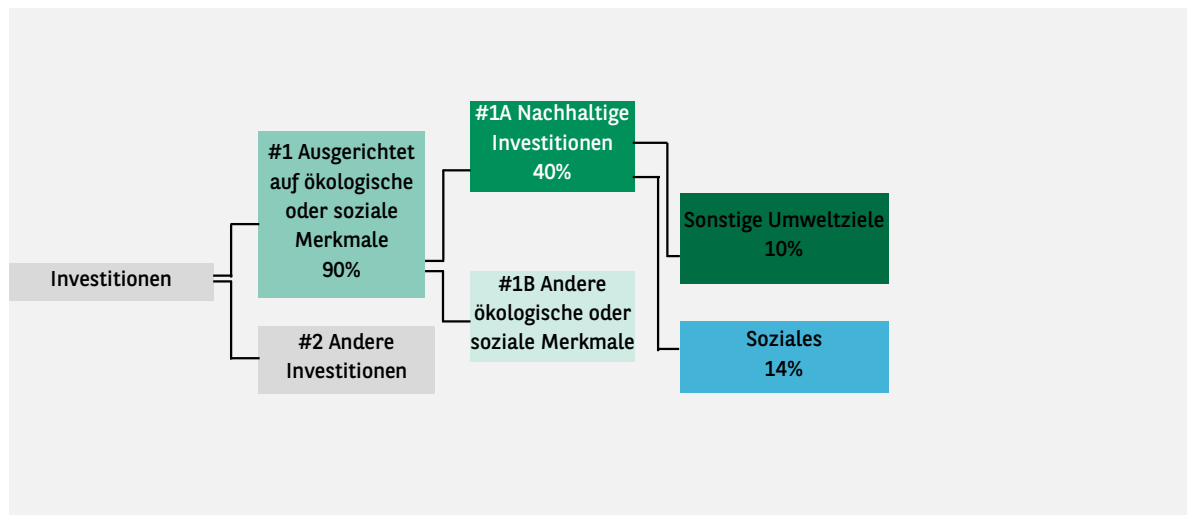 Investitionen
#1 Ausgerichtet
auf ökologische
oder soziale
Merkmale
90%
#2 Andere
Investitionen
#1A Nachhaltige
Investitionen
40%
#1B Andere
ökologische oder
soziale Merkmale
Sonstige Umweltziele
10%
Soziales
14%